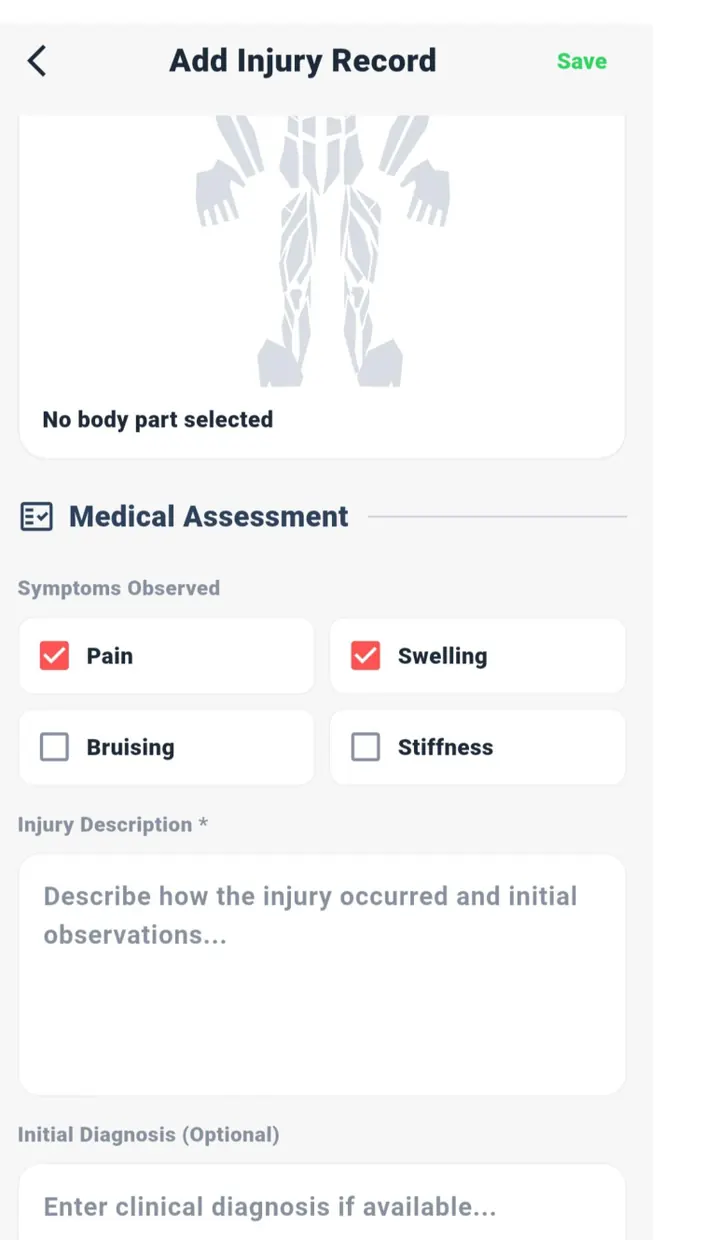 Add Injury Record
Save
No body part selected
Medical Assessment
Symptoms Observed
Pain
Swelling
Bruising
Stiffness
Injury Description *
Describe how the injury occurred and initial
observations...
Initial Diagnosis (Optional)
Enter clinical diagnosis if available...